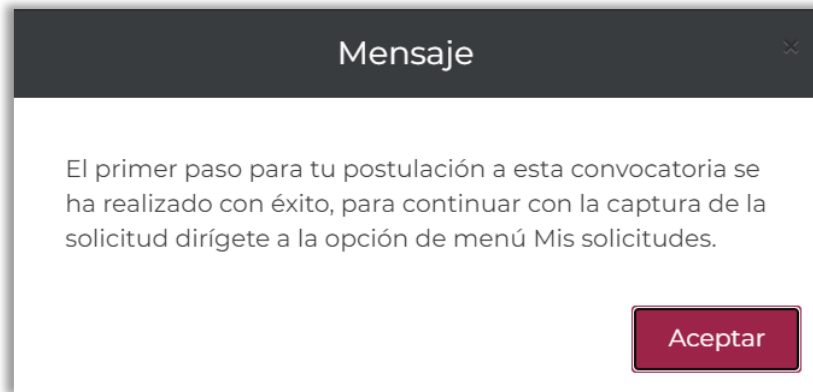 Mensaje
×
El primer paso para tu postulación a esta convocatoria se
ha realizado con éxito, para continuar con la captura de la
solicitud dirígete a la opción de menú Mis solicitudes.
Aceptar